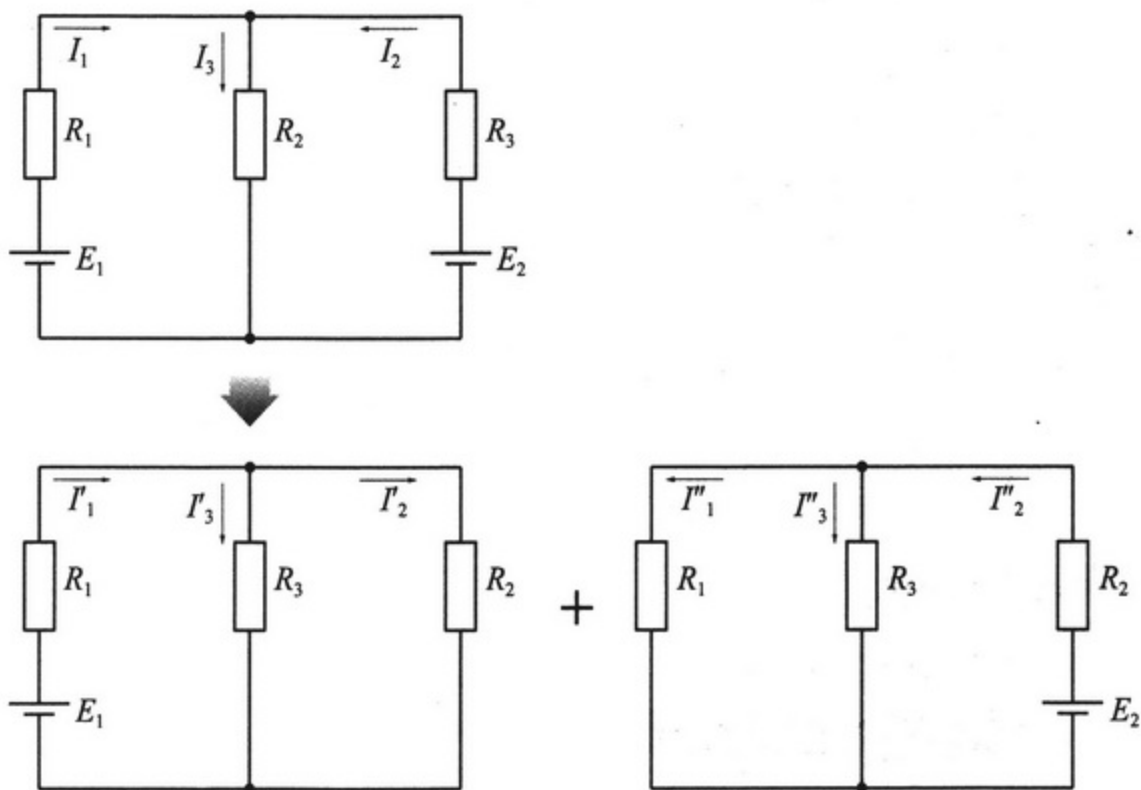 I₁ I₃ I₂
R₁ R₂ R₃
E₁ E₂
I'₁ I'₃ I'₂ I"₁ I"₃ I"₂
R₁ R₃ R₂ + R₁ R₃ R₂
E₁ E₂